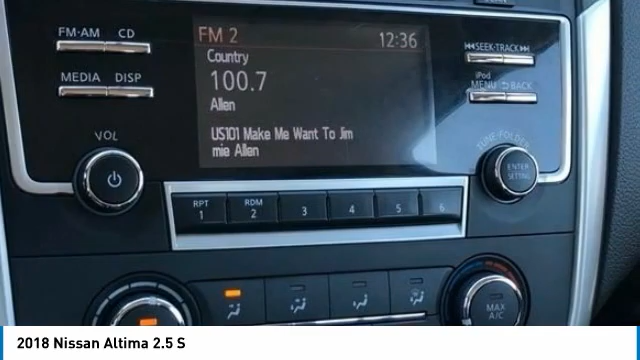 FM·AM CD
MEDIA DISP
VOL
FM 2 12:36
Country
100.7
Allen
US101 Make Me Want To Jim
mie Allen
SEEK·TRACK
iPod
MENU BACK
TUNE·FOLDER
ENTER
SETTING
RPT RDM
1 2 3 4 5 6
MAX
A/C
2018 Nissan Altima 2.5 S